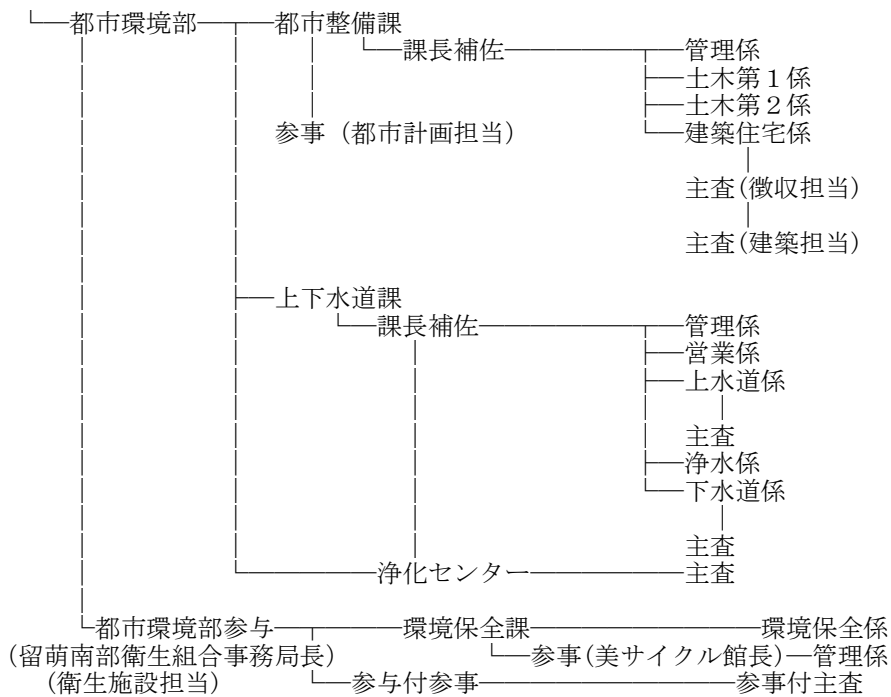 都市環境部 都市整備課
課長補佐 管理係
土木第1係
土木第2係
参事（都市計画担当） 建築住宅係
主査(徴収担当)
主査(建築担当)
上下水道課
課長補佐 管理係
営業係
上水道係
主査
浄水係
下水道係
主査
浄化センター 主査
都市環境部参与 環境保全課 環境保全係
(留萌南部衛生組合事務局長) 参事(美サイクル館長) 管理係
(衛生施設担当) 参与付参事 参事付主査